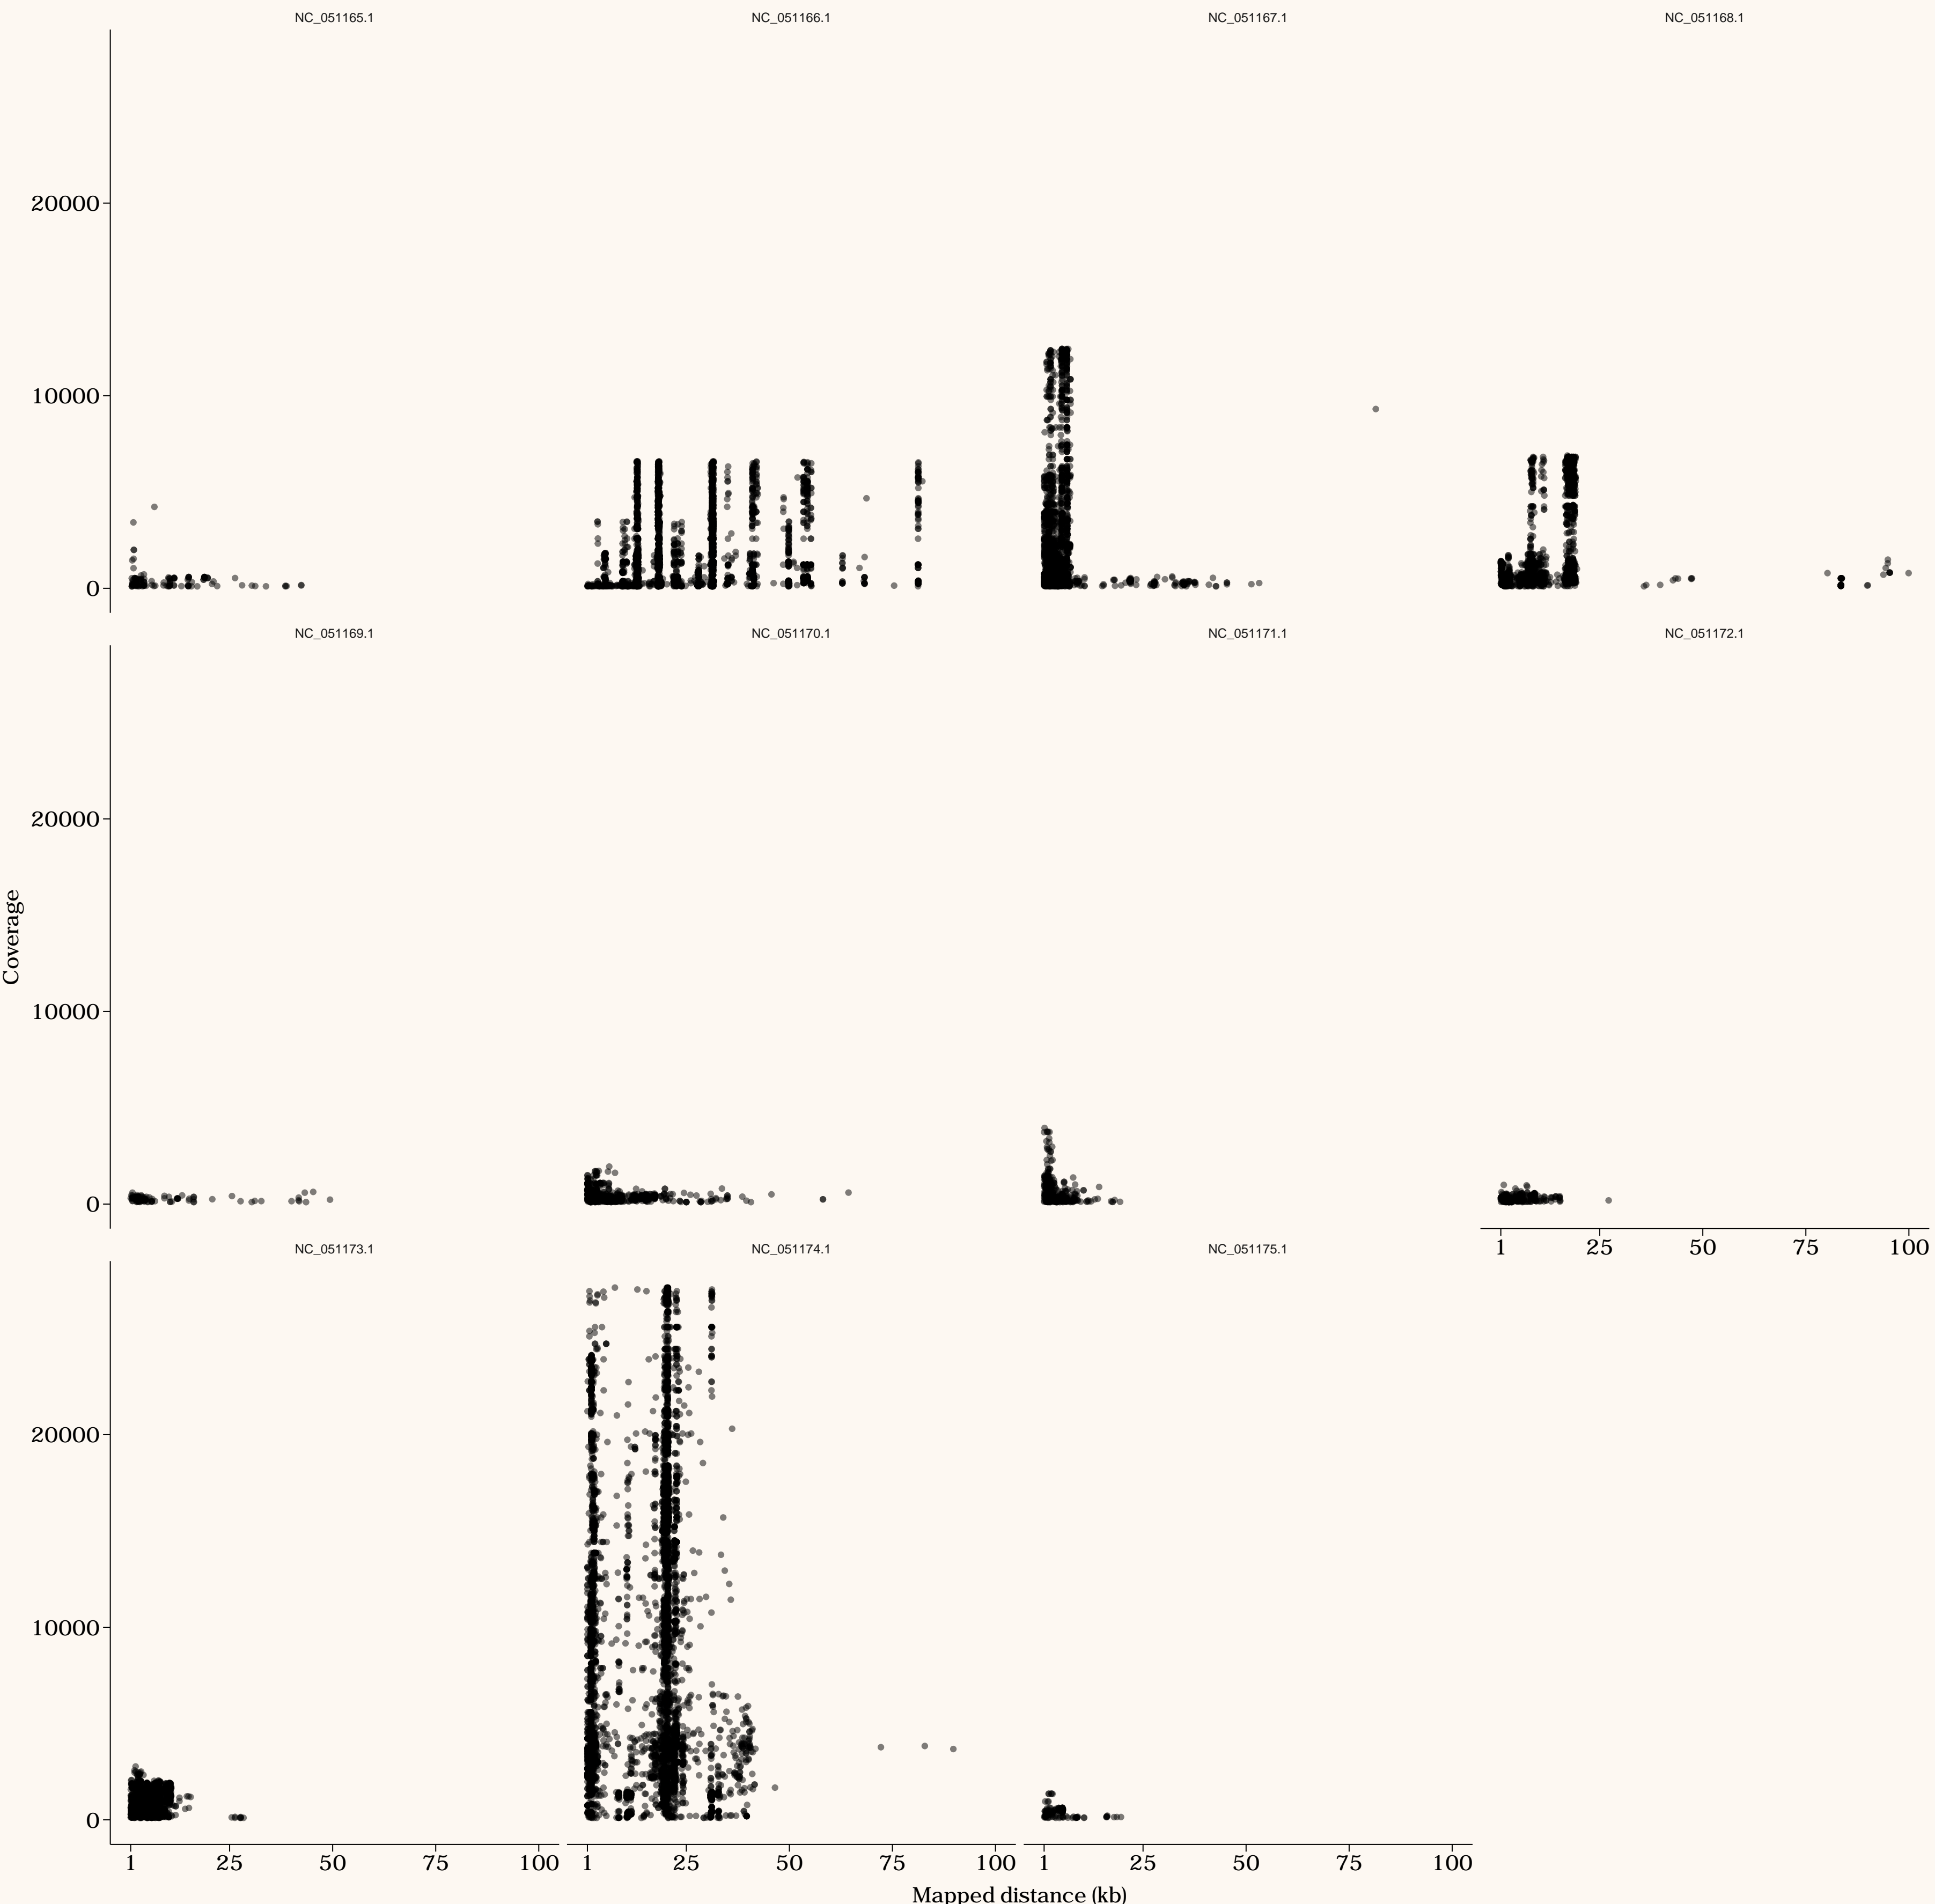 NC_051165.1 NC_051166.1 NC_051167.1 NC_051168.1
20000
10000
0
NC_051169.1 NC_051170.1 NC_051171.1 NC_051172.1
20000
Coverage
10000
0
1 25 50 75 100
NC_051173.1 NC_051174.1 NC_051175.1
20000
10000
0
1 25 50 75 100 1 25 50 75 100 1 25 50 75 100
Mapped distance (kb)